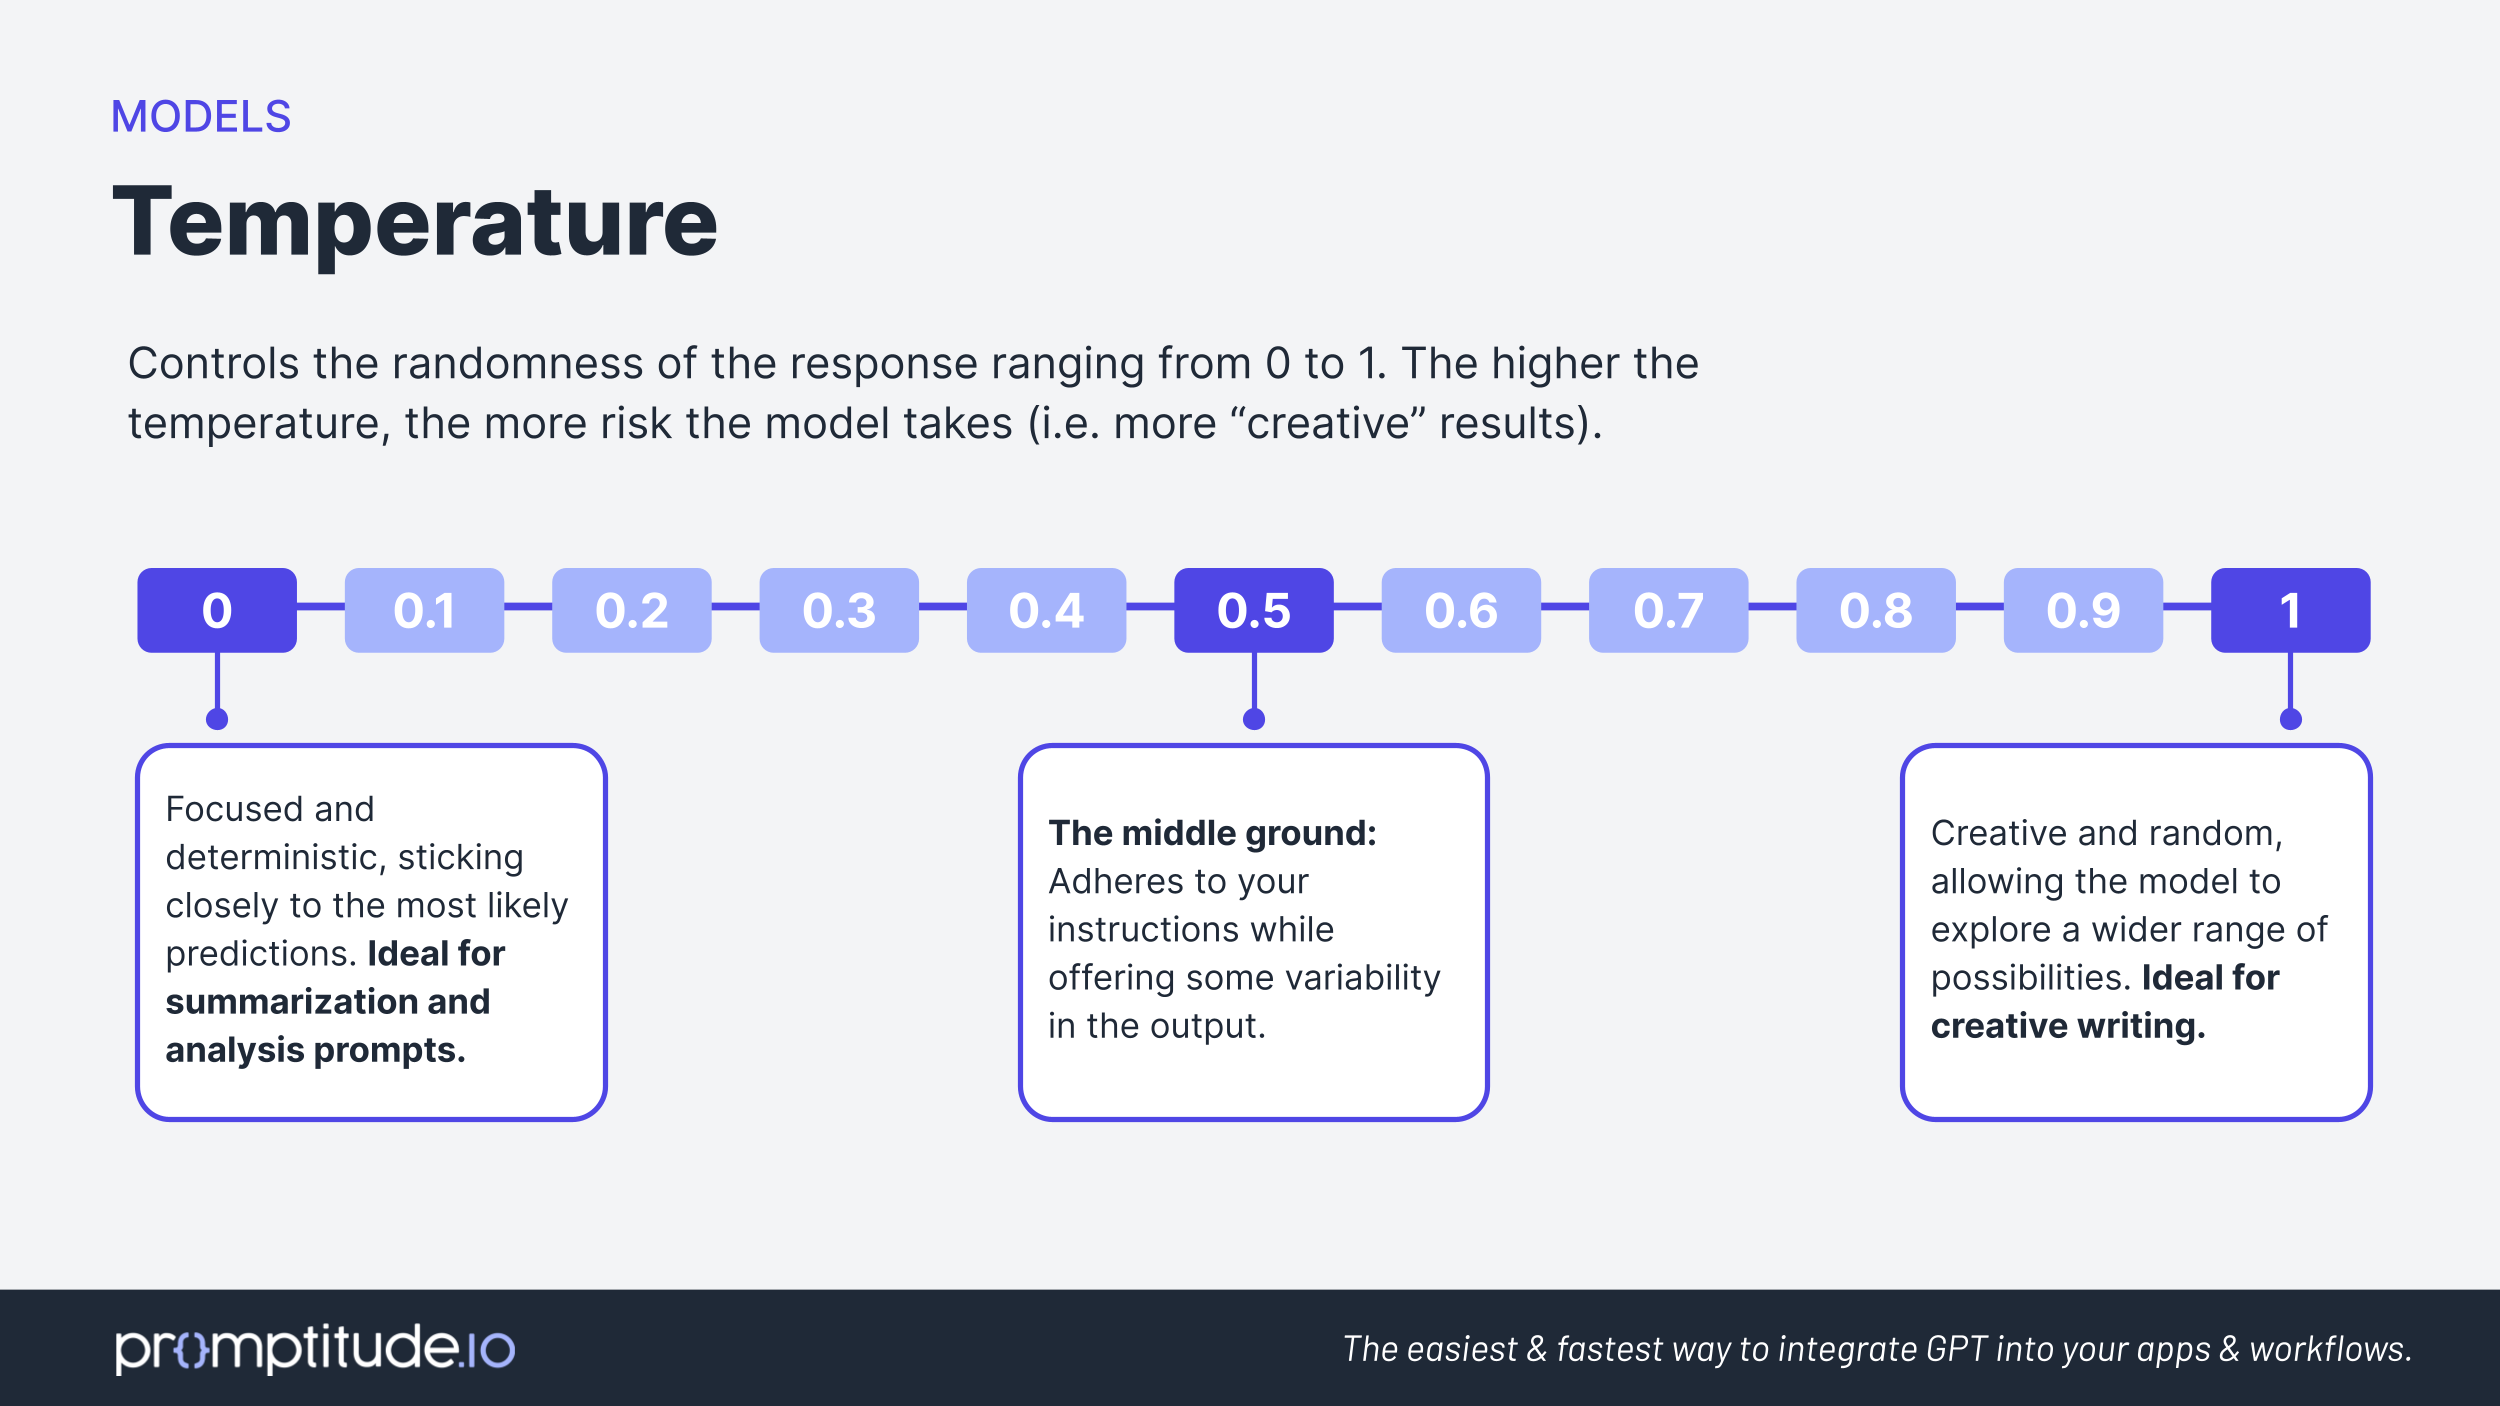 MODELS
Temperature
Controls the randomness of the response ranging from 0 to 1. The higher the
temperature, the more risk the model takes (i.e. more “creative” results).
0 0.1 0.2 0.3 0.4 0.5 0.6 0.7 0.8 0.9 1
Focused and
deterministic, sticking
closely to the most likely
predictions. Ideal for
summarization and
analysis prompts.
The middle ground:
Adheres to your
instructions while
offering some variability
in the output.
Creative and random,
allowing the model to
explore a wider range of
possibilities. Ideal for
creative writing.
pr{}mptitude.io
The easiest & fastest way to integrate GPT into your apps & workflows.